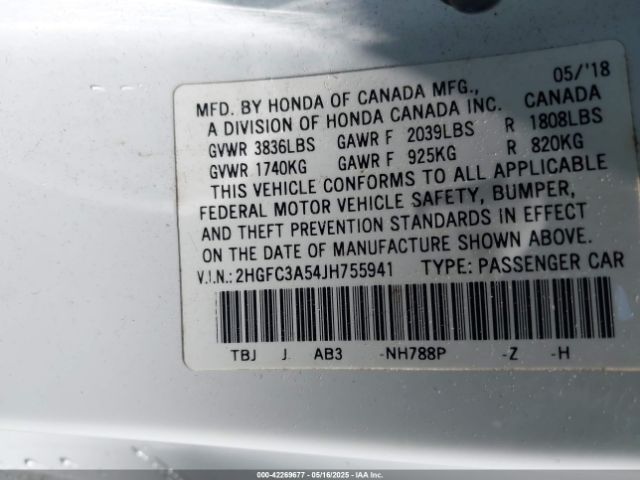 MFD. BY HONDA OF CANADA MFG., 05/'18
A DIVISION OF HONDA CANADA INC. CANADA
GVWR 3836LBS GAWR F 2039LBS R 1808LBS
GVWR 1740KG GAWR F 925KG R 820KG
THIS VEHICLE CONFORMS TO ALL APPLICABLE
FEDERAL MOTOR VEHICLE SAFETY, BUMPER,
AND THEFT PREVENTION STANDARDS IN EFFECT
ON THE DATE OF MANUFACTURE SHOWN ABOVE.
V.I.N.: 2HGFC3A54JH755941 TYPE: PASSENGER CAR
TBJ J. AB3 -NH788P -Z -H
000-42269677 - 05/16/2025 - IAA Inc.